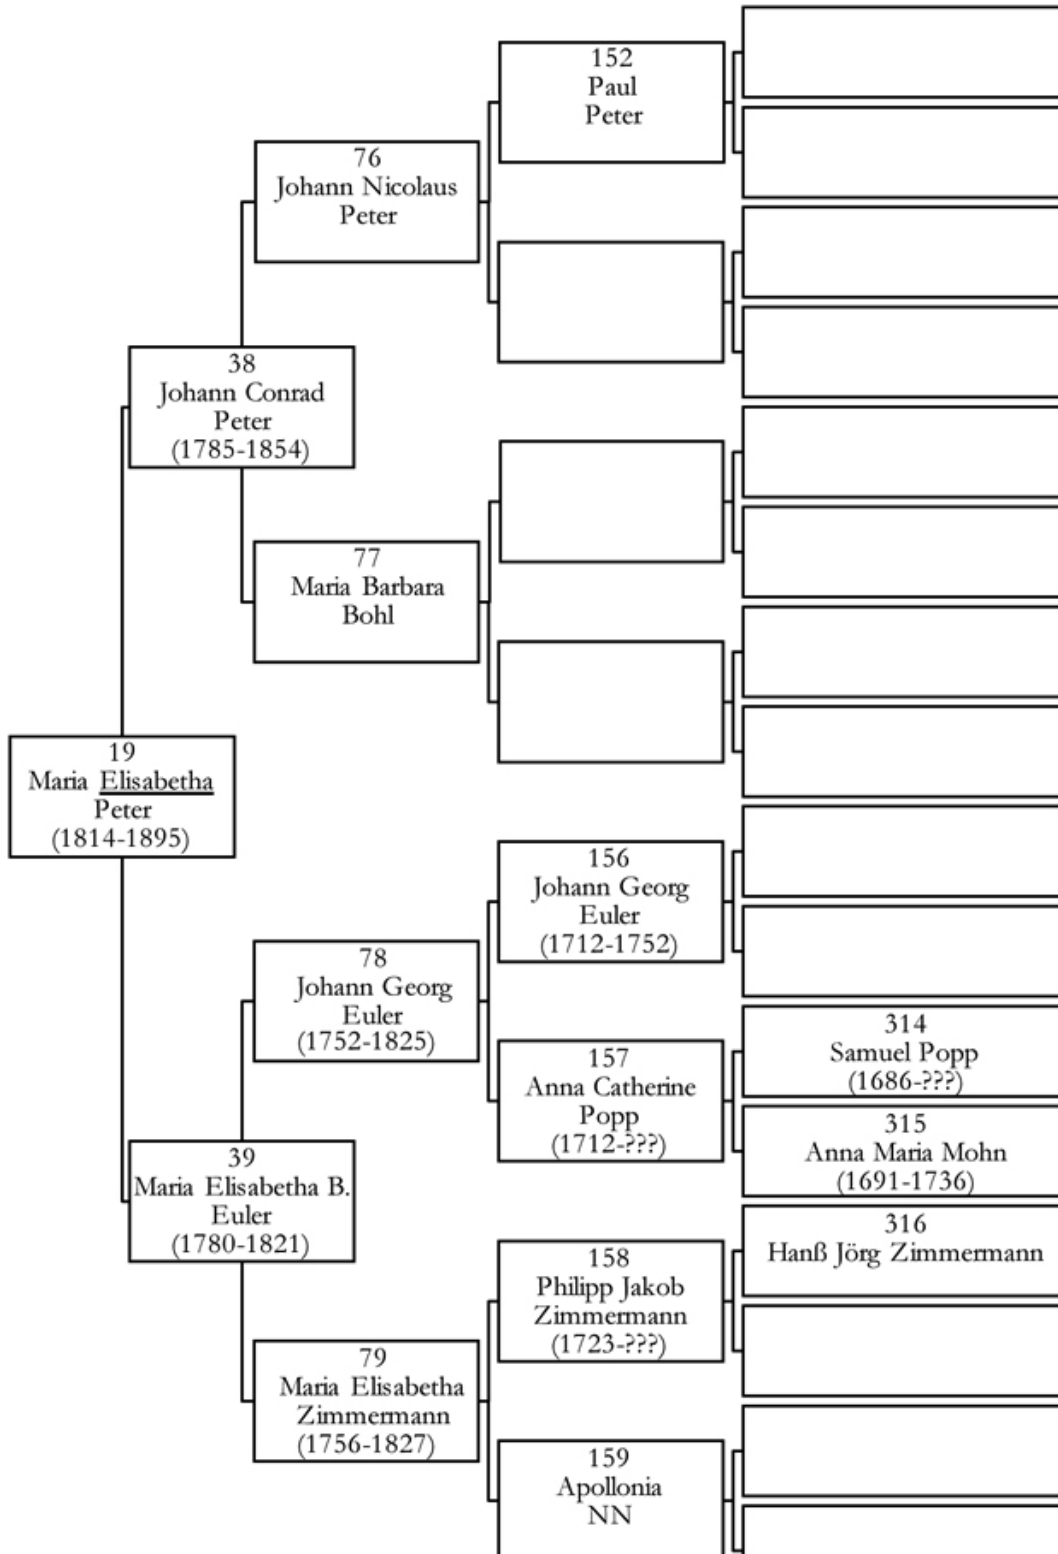 152
Paul
Peter
76
Johann Nicolaus
Peter
38
Johann Conrad
Peter
(1785-1854)
77
Maria Barbara
Bohl
19
Maria Elisabetha
Peter
(1814-1895)
156
Johann Georg
Euler
(1712-1752)
78
Johann Georg
Euler
(1752-1825)
157
Anna Catherine
Popp
(1712-???)
314
Samuel Popp
(1686-???)
315
Anna Maria Mohn
(1691-1736)
39
Maria Elisabetha B.
Euler
(1780-1821)
316
Hanß Jörg Zimmermann
158
Philipp Jakob
Zimmermann
(1723-???)
79
Maria Elisabetha
Zimmermann
(1756-1827)
159
Apollonia
NN